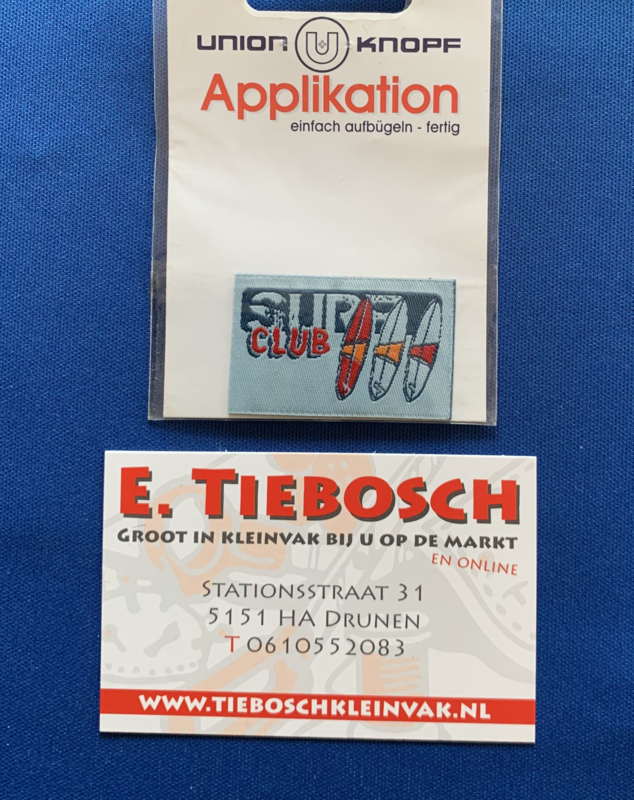 UNION U KNOPF
Applikation
einfach aufbügeln - fertig
SURF
CLUB
E. TIEBOSCH
GROOT IN KLEINVAK BIJ U OP DE MARKT
EN ONLINE
STATIONSSTRAAT 31
5151 HA DRUNEN
T 0610552083
WWW.TIEBOSCHKLEINVAK.NL